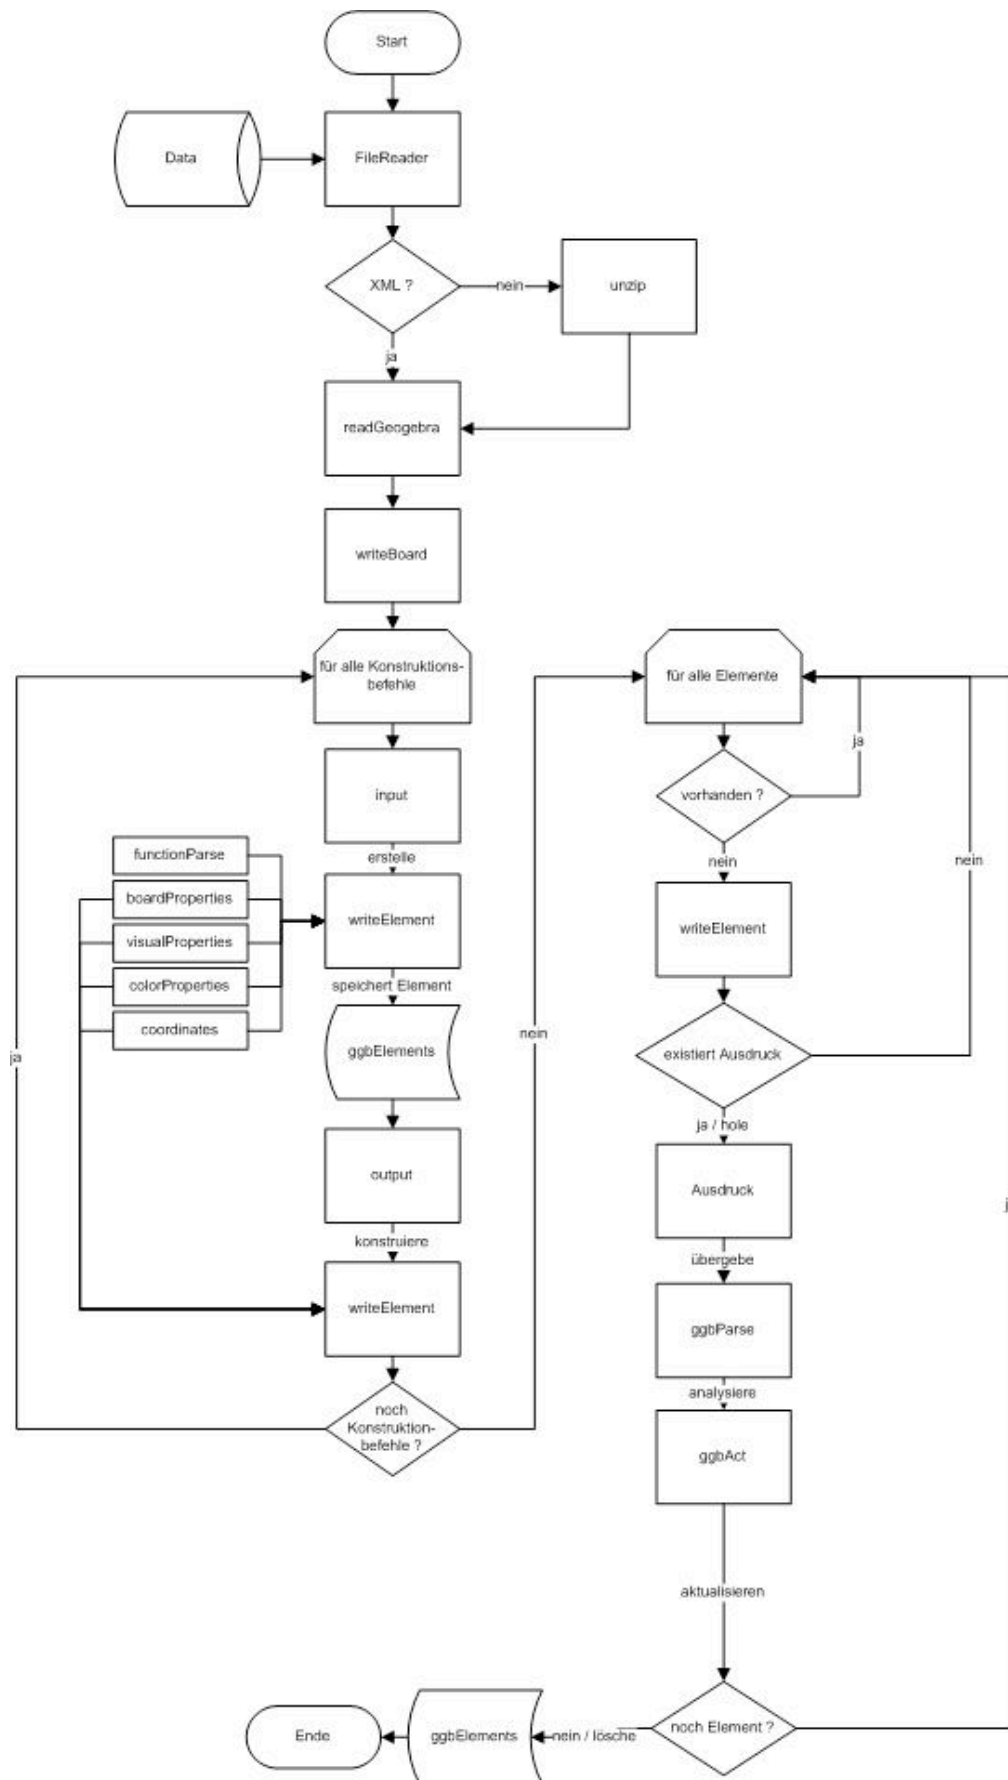 Start
Data
FileReader
XML ?
nein
unzip
ja
readGeogebra
writeBoard
für alle Konstruktions-
befehle
input
erstelle
functionParse
boardProperties
visualProperties
colorProperties
coordinates
writeElement
speichert Element
ggbElements
output
konstruiere
writeElement
noch
Konstruktion-
befehle ?
ja
nein
für alle Elemente
vorhanden ?
ja
nein
writeElement
existiert Ausdruck
nein
ja / hole
Ausdruck
übergebe
ggbParse
analysiere
ggbAct
aktualisieren
noch Element ?
nein / lösche
ggbElements
Ende